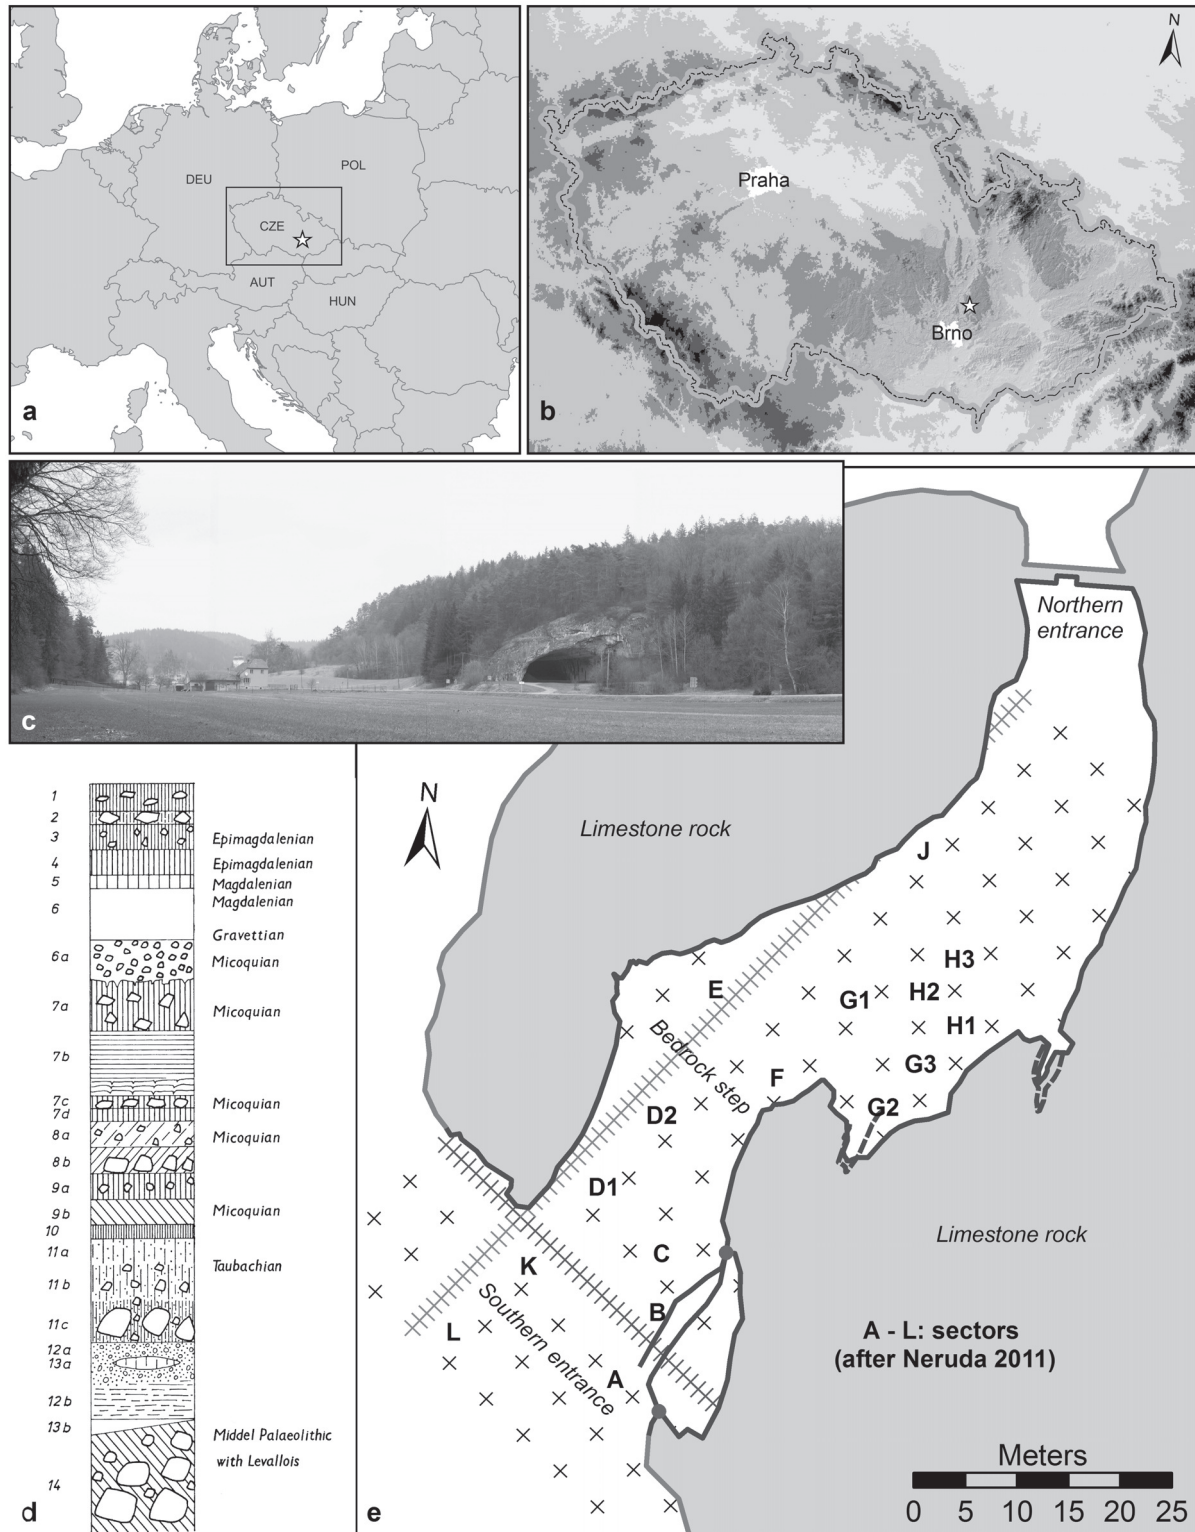 DEU
POL
CZE
AUT
HUN
a
N
Praha
Brno
b
c
1
2
3 Epimagdalenian
4 Epimagdalenian
5 Magdalenian
6 Magdalenian
Gravettian
6a Micoquian
7a Micoquian
7b
7c Micoquian
7d
8a Micoquian
8b
9a
9b Micoquian
10
11a Taubachian
11b
11c
12a
13a
12b
13b Middel Palaeolithic
with Levallois
14
d
N
Northern
entrance
Limestone rock
J
H3
E
G1
H2
H1
Bedrock step
G3
F
G2
D2
D1
Limestone rock
C
K
B
L
Southern entrance
A
A - L: sectors
(after Neruda 2011)
Meters
0 5 10 15 20 25
e